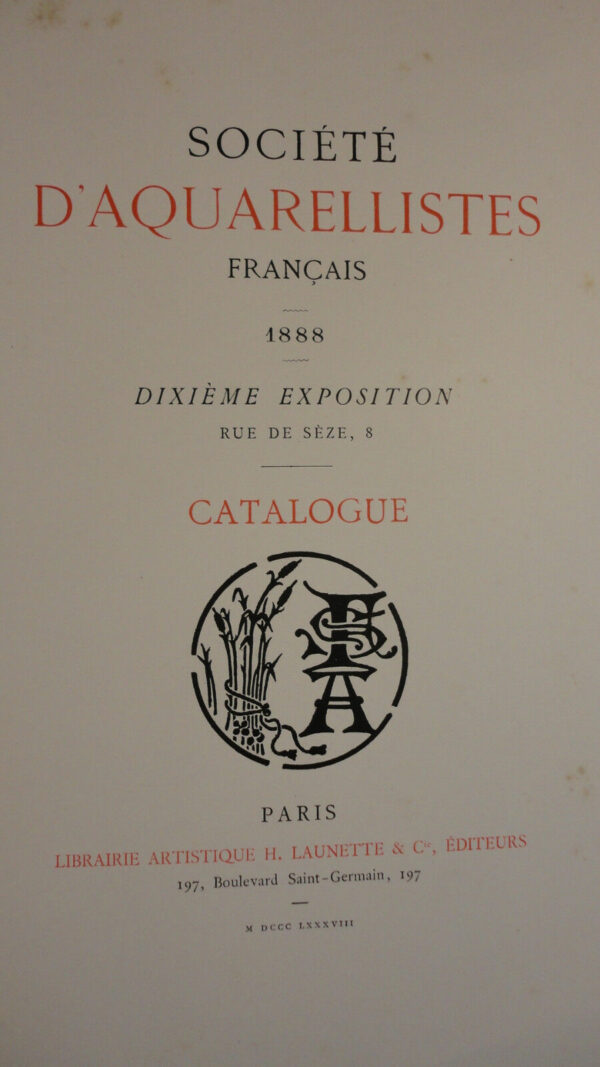 SOCIÉTÉ
D'AQUARELLISTES
FRANÇAIS
1888
DIXIÈME EXPOSITION
RUE DE SÈZE, 8
CATALOGUE
SFA
PARIS
LIBRAIRIE ARTISTIQUE H. LAUNETTE & Cie, ÉDITEURS
197, Boulevard Saint-Germain, 197
M DCCC LXXXVIII